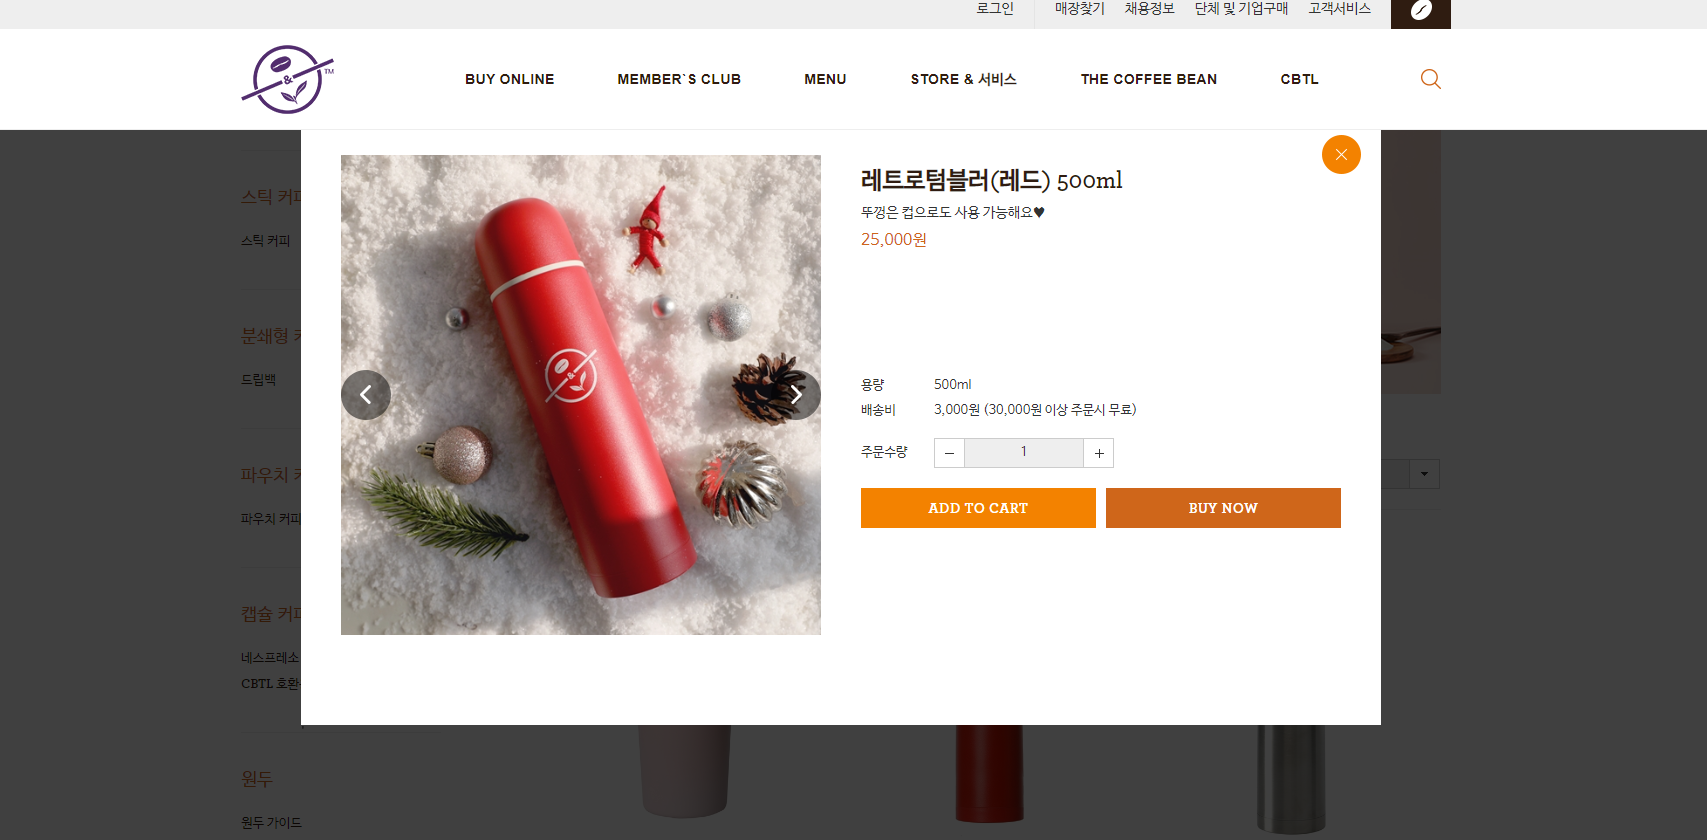 로그인 매장찾기 채용정보 단체 및 기업구매 고객서비스
& TM
BUY ONLINE MEMBER`S CLUB MENU STORE & 서비스 THE COFFEE BEAN CBTL
스틱 커피
스틱 커피
분쇄형
드립백
파우치
파우치 커피
캡슐 커피
네스프레소
CBTL 호환
원두
원두 가이드
&
레트로텀블러(레드) 500ml
뚜껑은 컵으로도 사용 가능해요♥
25,000원
용량 500ml
배송비 3,000원 (30,000원 이상 주문시 무료)
주문수량 − 1 +
ADD TO CART BUY NOW